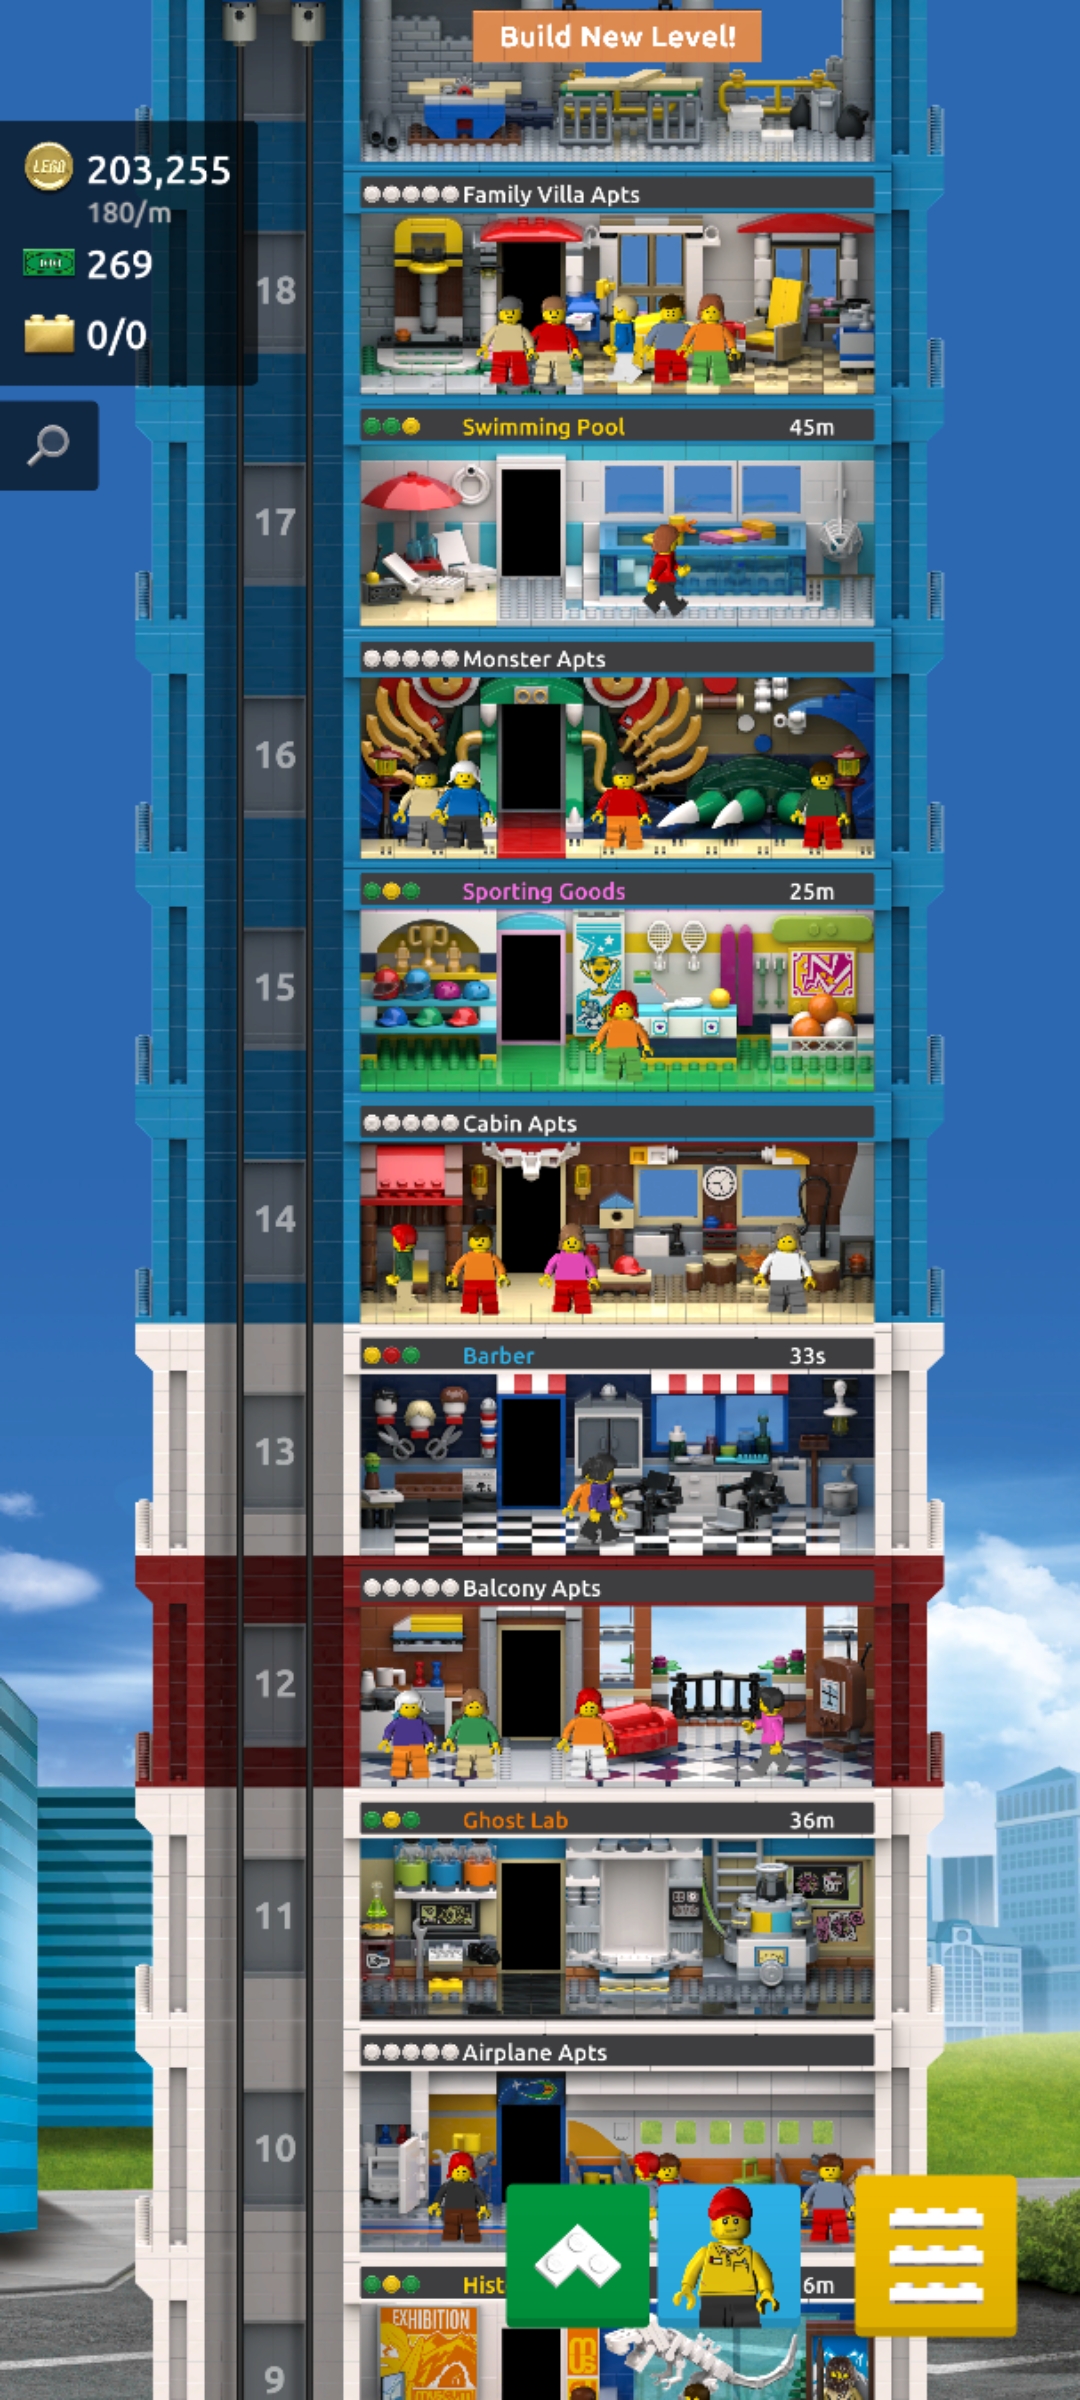 Build New Level!
LEGO 203,255
180/m
269
0/0
Family Villa Apts
18
Swimming Pool 45m
17
Monster Apts
16
Sporting Goods 25m
15
Cabin Apts
14
Barber 33s
13
Balcony Apts
12
Ghost Lab 36m
11
Airplane Apts
10
Hist 6m
EXHIBITION
museum
9